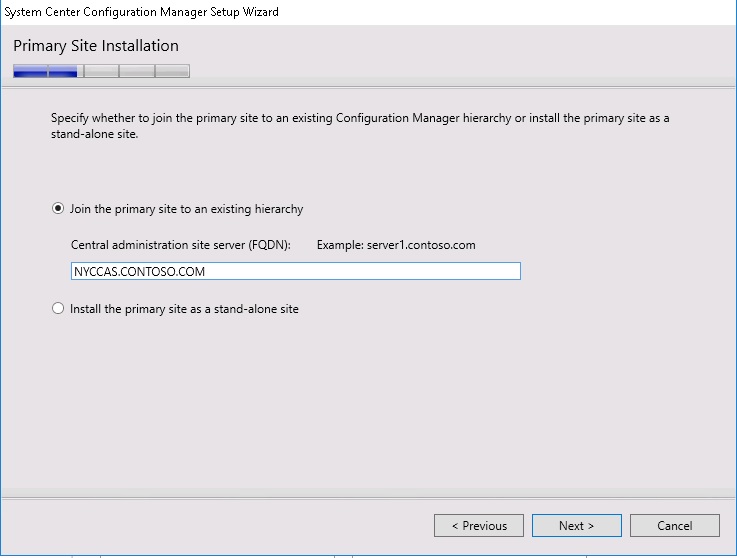 System Center Configuration Manager Setup Wizard
Primary Site Installation
Specify whether to join the primary site to an existing Configuration Manager hierarchy or install the primary site as a
stand-alone site.
Join the primary site to an existing hierarchy
Central administration site server (FQDN): Example: server1.contoso.com
NYCCAS.CONTOSO.COM
Install the primary site as a stand-alone site
< Previous Next > Cancel